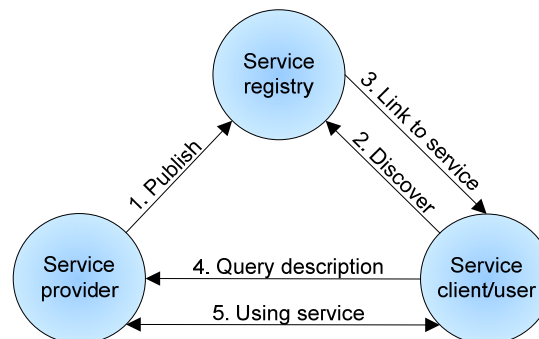 Service
registry
1. Publish
2. Discover
3. Link to service
Service
provider
4. Query description
5. Using service
Service
client/user